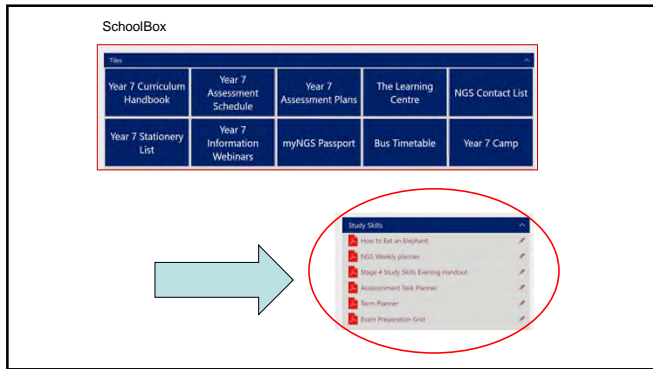 SchoolBox
Tiles
Year 7 Curriculum
Handbook
Year 7
Assessment
Schedule
Year 7
Assessment Plans
The Learning
Centre
NGS Contact List
Year 7 Stationery
List
Year 7
Information
Webinars
myNGS Passport
Bus Timetable
Year 7 Camp
Study Skills
How to Eat an Elephant
NGS Weekly planner
Stage 4 Study Skills Evening Handout
Assessment Task Planner
Term Planner
Exam Preparation Grid